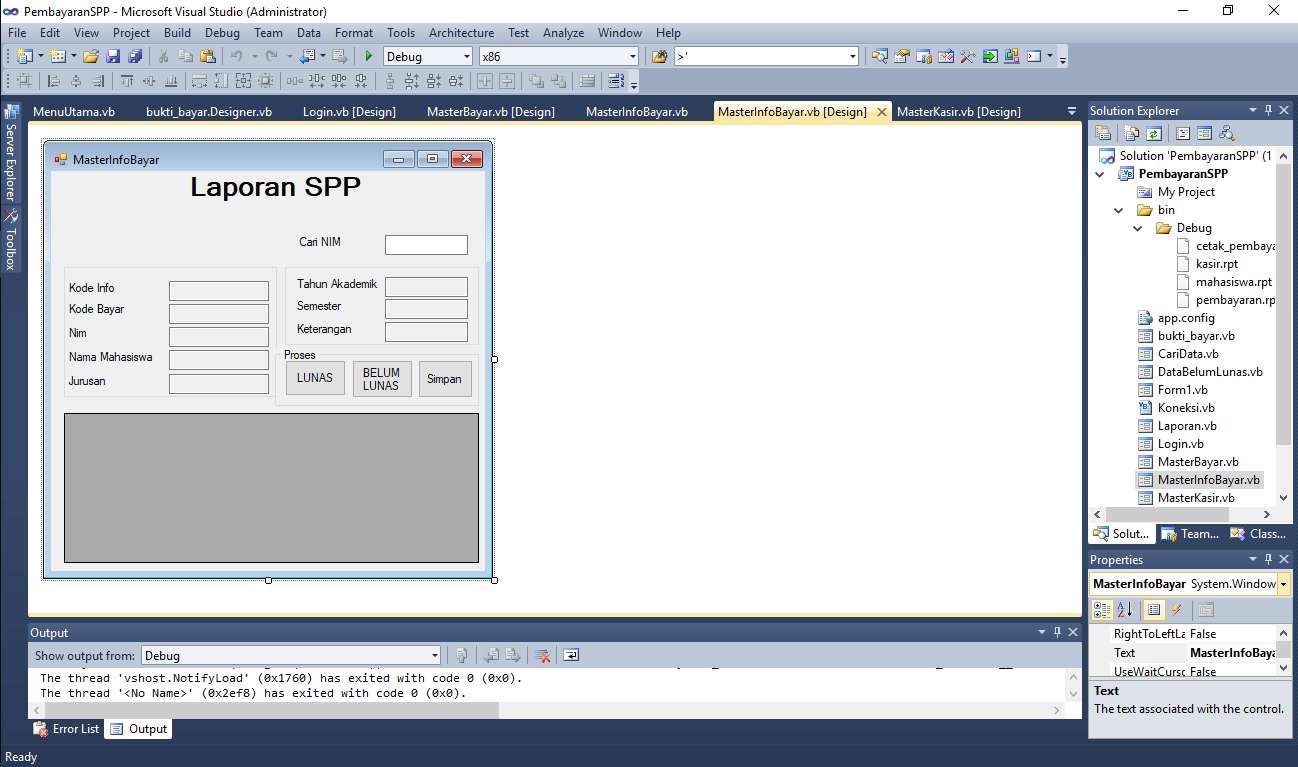 PembayaranSPP - Microsoft Visual Studio (Administrator)
File Edit View Project Build Debug Team Data Format Tools Architecture Test Analyze Window Help
Debug x86 >'
MenuUtama.vb bukti_bayar.Designer.vb Login.vb [Design] MasterBayar.vb [Design] MasterInfoBayar.vb MasterInfoBayar.vb [Design] MasterKasir.vb [Design]
Server Explorer
Toolbox
MasterInfoBayar
Laporan SPP
Cari NIM
Kode Info
Kode Bayar
Nim
Nama Mahasiswa
Jurusan
Tahun Akademik
Semester
Keterangan
Proses
LUNAS
BELUM
LUNAS
Simpan
Solution Explorer
Solution 'PembayaranSPP' (1
PembayaranSPP
My Project
bin
Debug
cetak_pembaya
kasir.rpt
mahasiswa.rpt
pembayaran.rp
app.config
bukti_bayar.vb
CariData.vb
DataBelumLunas.vb
Form1.vb
Koneksi.vb
Laporan.vb
Login.vb
MasterBayar.vb
MasterInfoBayar.vb
MasterKasir.vb
Solut... Team... Class...
Properties
MasterInfoBayar System.Window
RightToLeftLa False
Text MasterInfoBaya
UseWaitCurso False
Text
The text associated with the control.
Output
Show output from: Debug
The thread 'vshost.NotifyLoad' (0x1760) has exited with code 0 (0x0).
The thread '<No Name>' (0x2ef8) has exited with code 0 (0x0).
Error List Output
Ready